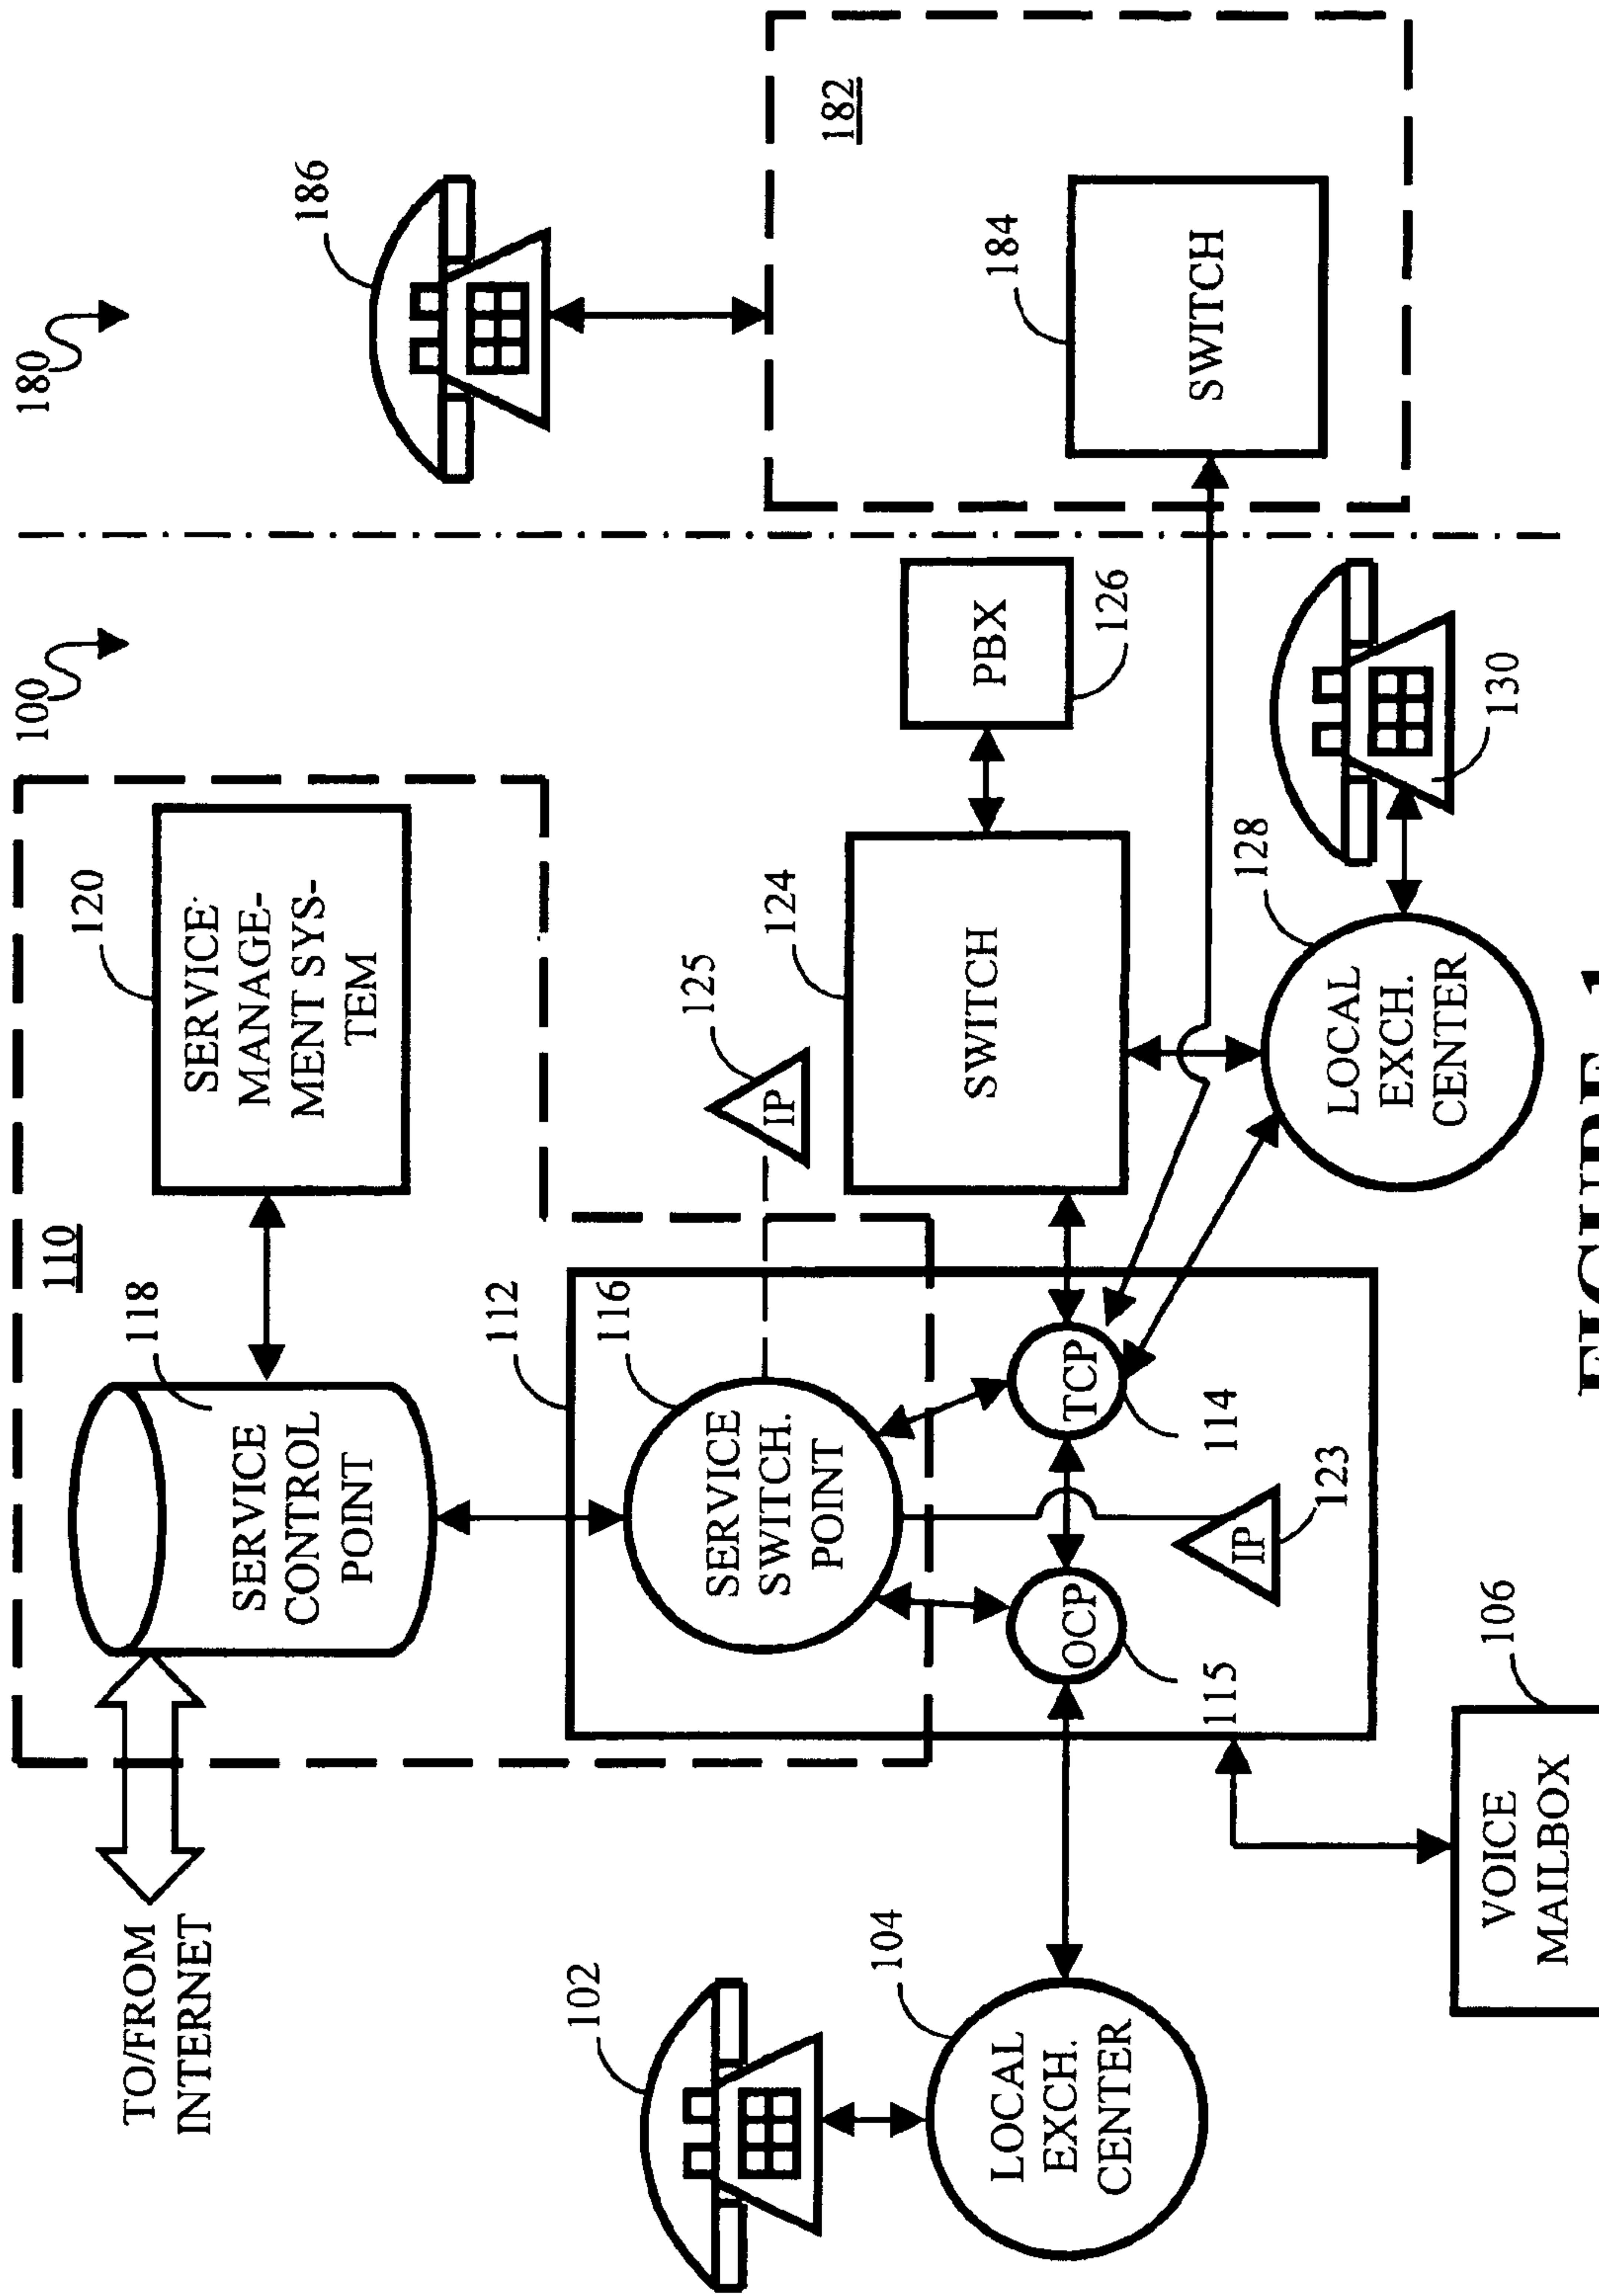 100
180
TO/FROM
INTERNET
110
118
SERVICE
CONTROL
POINT
120
SERVICE
MANAGE-
MENT SYS-
TEM
186
102
104
LOCAL
EXCH.
CENTER
112
116
SERVICE
SWITCH.
POINT
125
IP
124
SWITCH
PBX
126
182
184
SWITCH
OCP
115
TCP
114
IP
123
106
VOICE
MAILBOX
128
LOCAL
EXCH.
CENTER
130
FIGURE 1